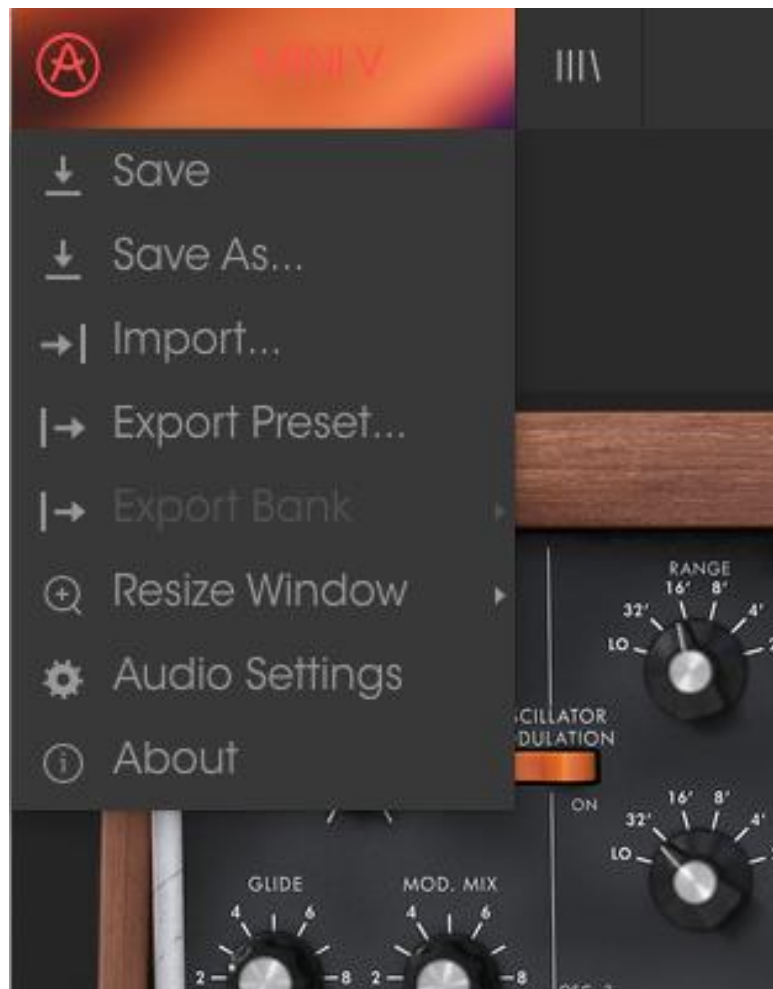 MINI V
Save
Save As...
Import...
Export Preset...
Export Bank
Resize Window
Audio Settings
About
RANGE
16' 8'
32' 4'
LO 2
OSCILLATOR
MODULATION
ON
16' 8'
32' 4'
LO
GLIDE
4 6
2 8
MOD. MIX
4 6
2 8